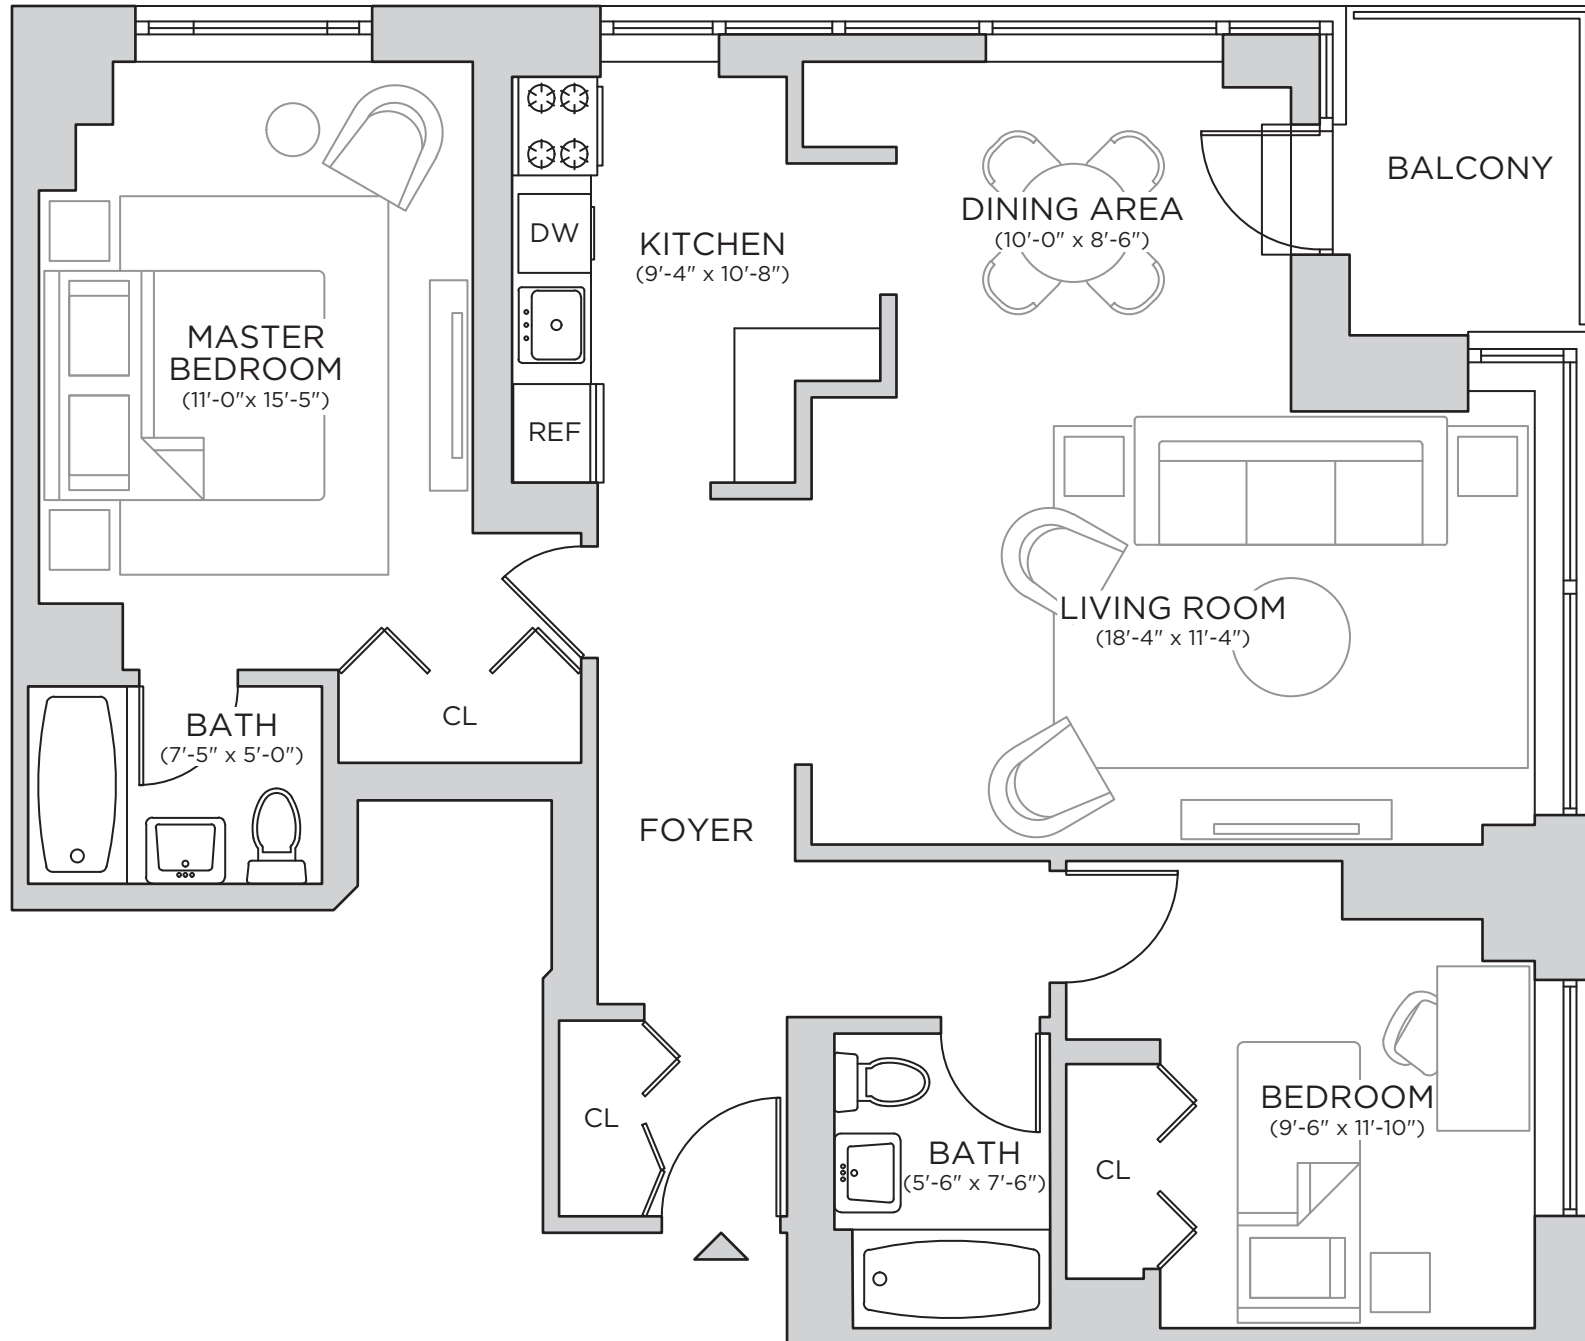 BALCONY
DINING AREA
(10'-0" x 8'-6")
DW
KITCHEN
(9'-4" x 10'-8")
MASTER
BEDROOM
(11'-0"x 15'-5")
REF
LIVING ROOM
(18'-4" x 11'-4")
CL
BATH
(7'-5" x 5'-0")
FOYER
CL
BATH
(5'-6" x 7'-6")
CL
BEDROOM
(9'-6" x 11'-10")